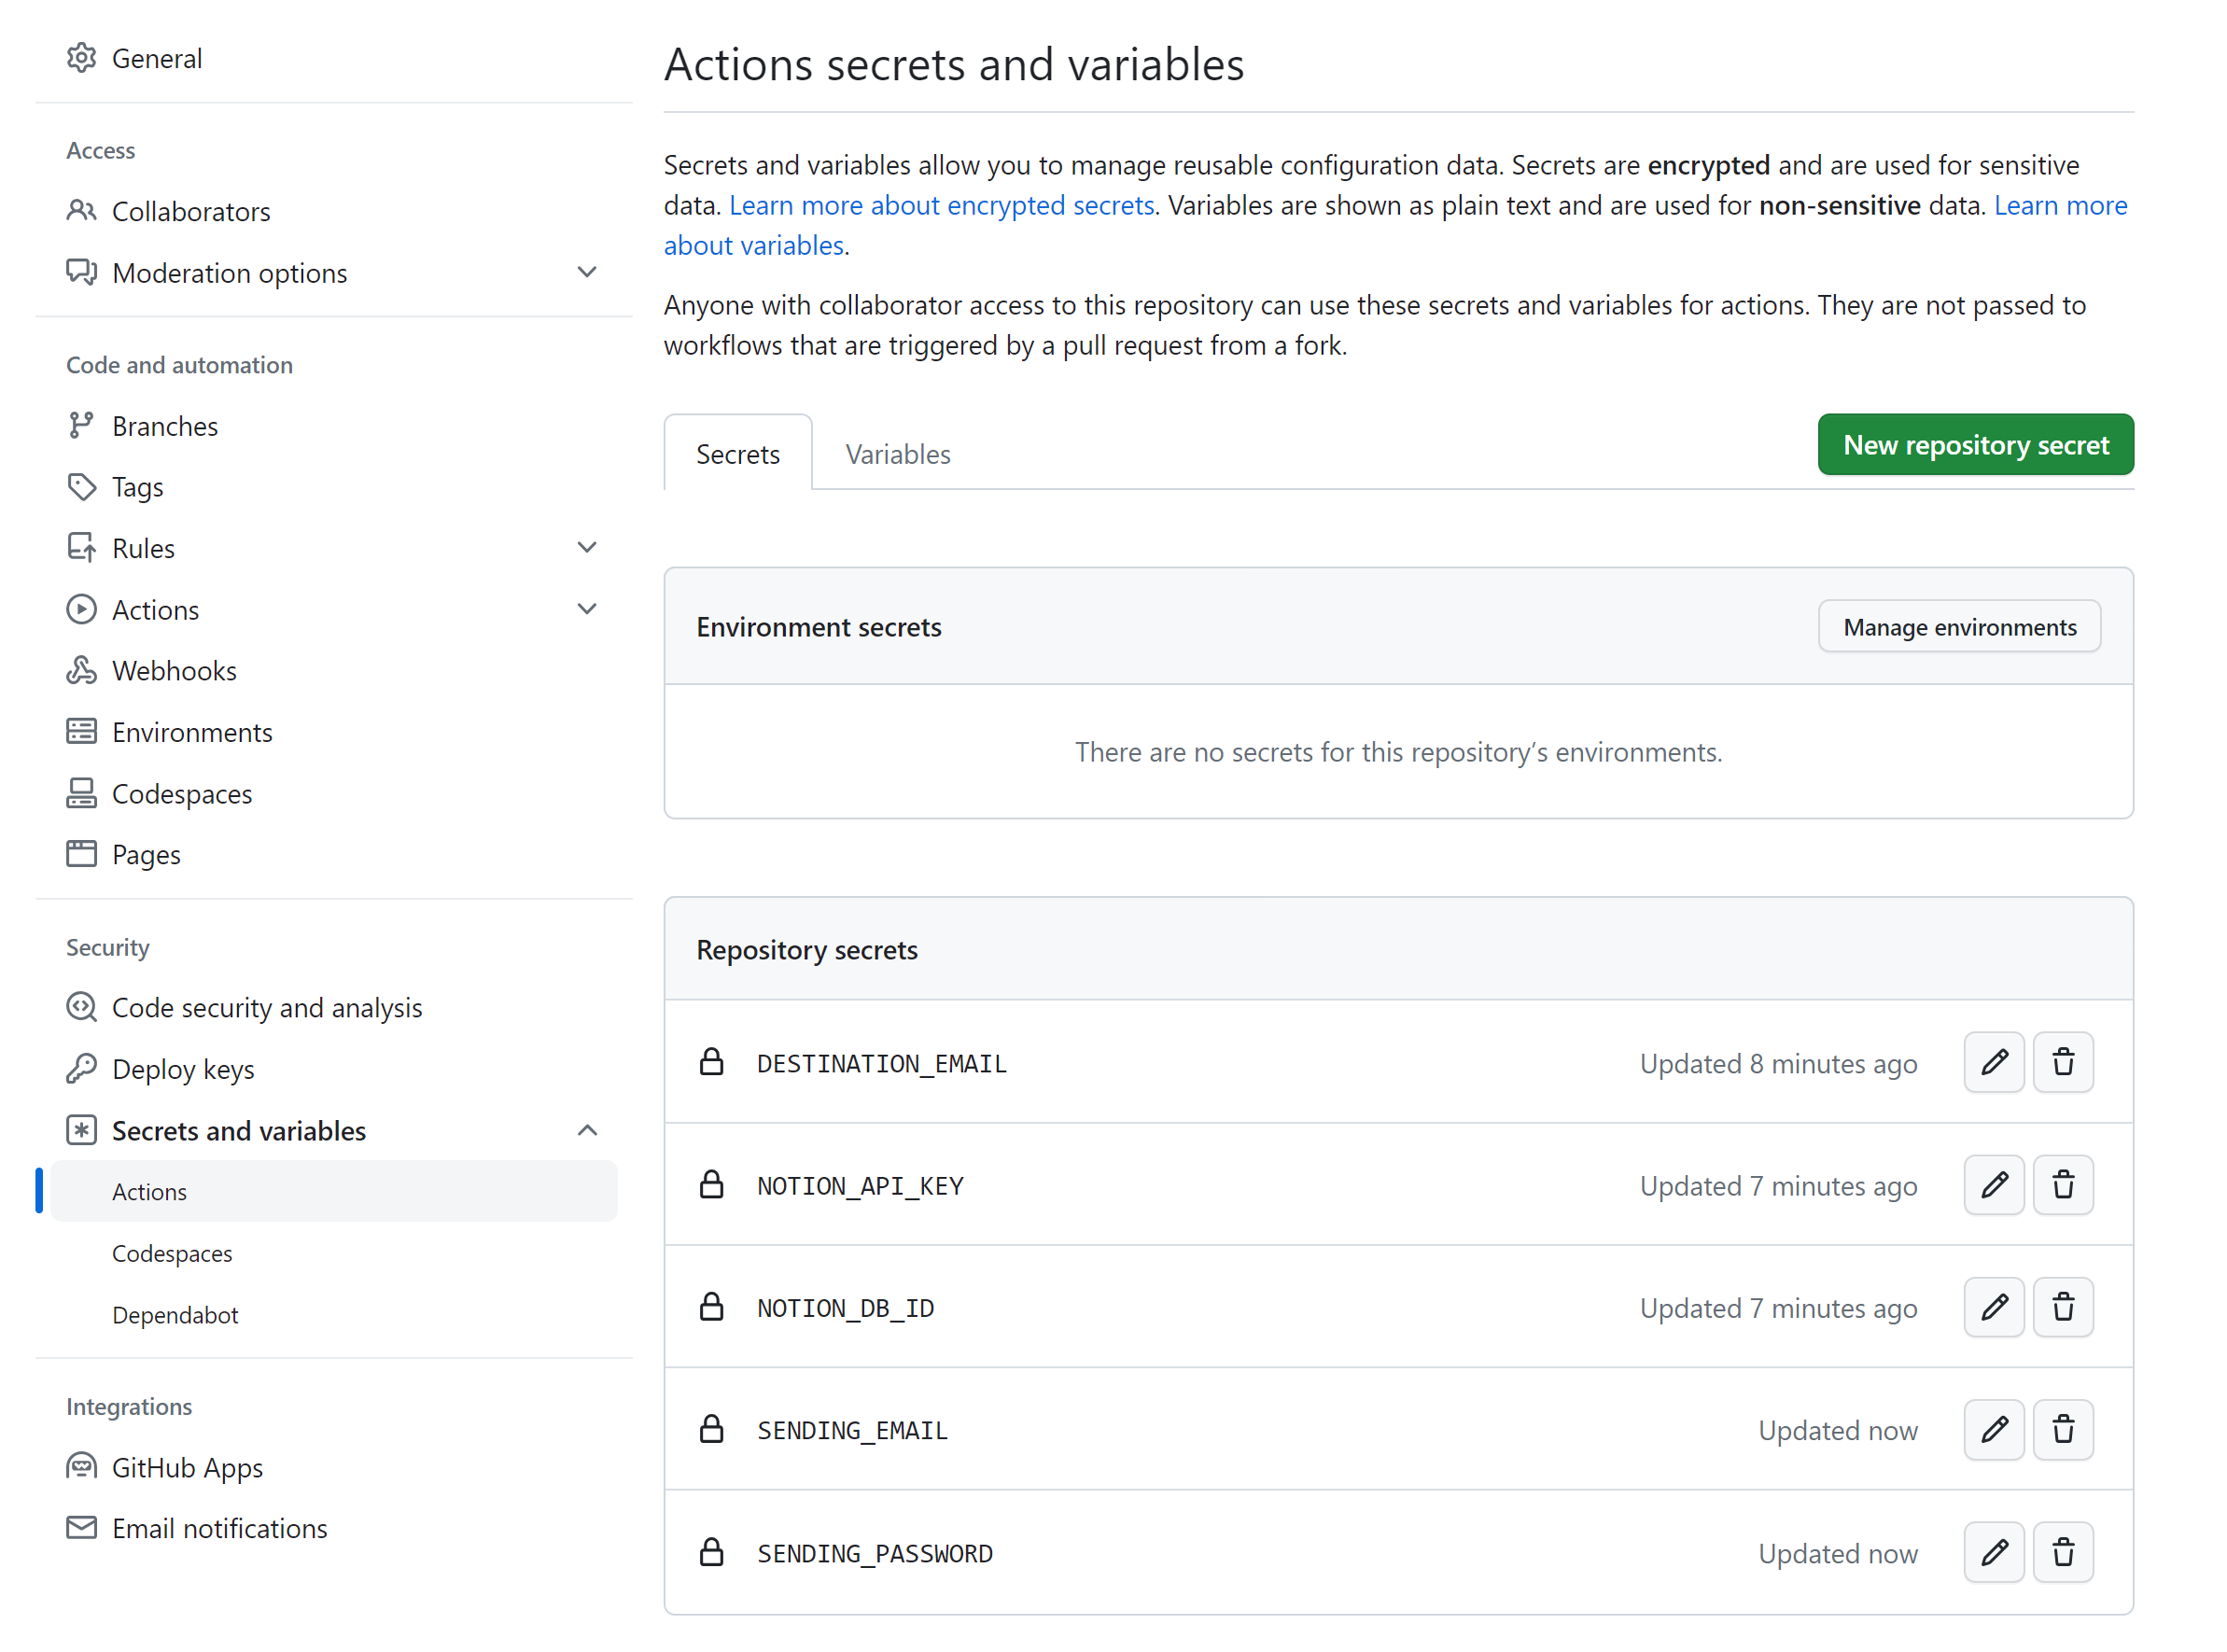 General
Access
Collaborators
Moderation options
Code and automation
Branches
Tags
Rules
Actions
Webhooks
Environments
Codespaces
Pages
Security
Code security and analysis
Deploy keys
Secrets and variables
Actions
Codespaces
Dependabot
Integrations
GitHub Apps
Email notifications
Actions secrets and variables
Secrets and variables allow you to manage reusable configuration data. Secrets are encrypted and are used for sensitive
data. Learn more about encrypted secrets. Variables are shown as plain text and are used for non-sensitive data. Learn more
about variables.
Anyone with collaborator access to this repository can use these secrets and variables for actions. They are not passed to
workflows that are triggered by a pull request from a fork.
Secrets Variables New repository secret
Environment secrets Manage environments
There are no secrets for this repository’s environments.
Repository secrets
DESTINATION_EMAIL Updated 8 minutes ago
NOTION_API_KEY Updated 7 minutes ago
NOTION_DB_ID Updated 7 minutes ago
SENDING_EMAIL Updated now
SENDING_PASSWORD Updated now